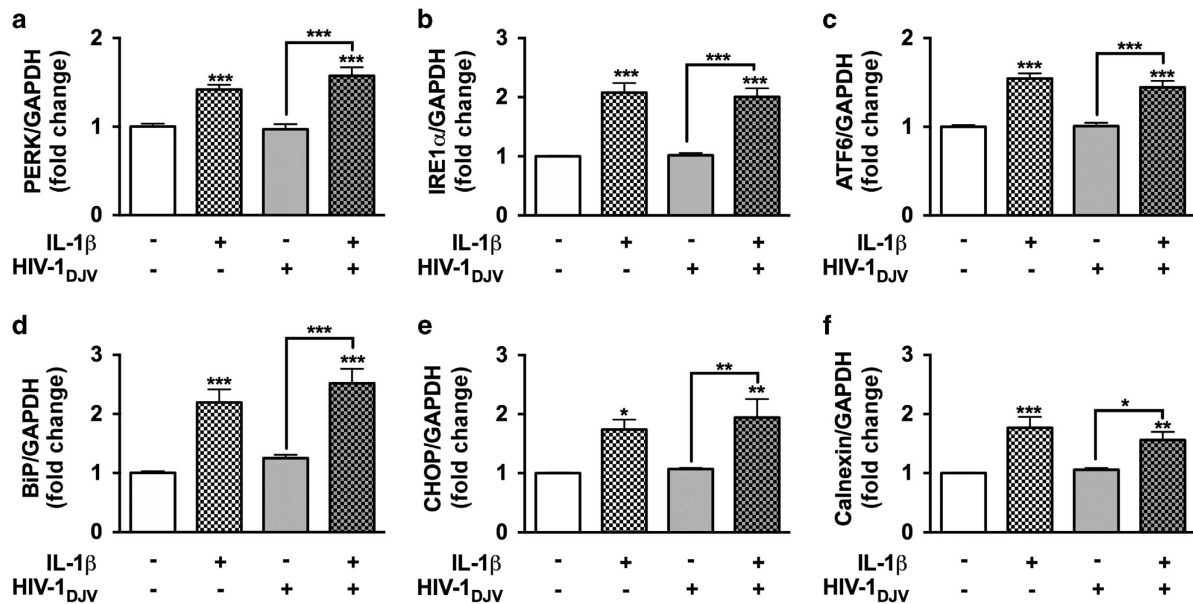 a
PERK/GAPDH
(fold change)
2
1
0
***
***
***
IL-1β - + - +
HIV-1DJV - - + +
b
IRE1α/GAPDH
(fold change)
3
2
1
0
***
***
***
IL-1β - + - +
HIV-1DJV - - + +
c
ATF6/GAPDH
(fold change)
2
1
0
***
***
***
IL-1β - + - +
HIV-1DJV - - + +
d
BiP/GAPDH
(fold change)
3
2
1
0
***
***
***
IL-1β - + - +
HIV-1DJV - - + +
e
CHOP/GAPDH
(fold change)
3
2
1
0
*
**
**
IL-1β - + - +
HIV-1DJV - - + +
f
Calnexin/GAPDH
(fold change)
3
2
1
0
***
*
**
IL-1β - + - +
HIV-1DJV - - + +